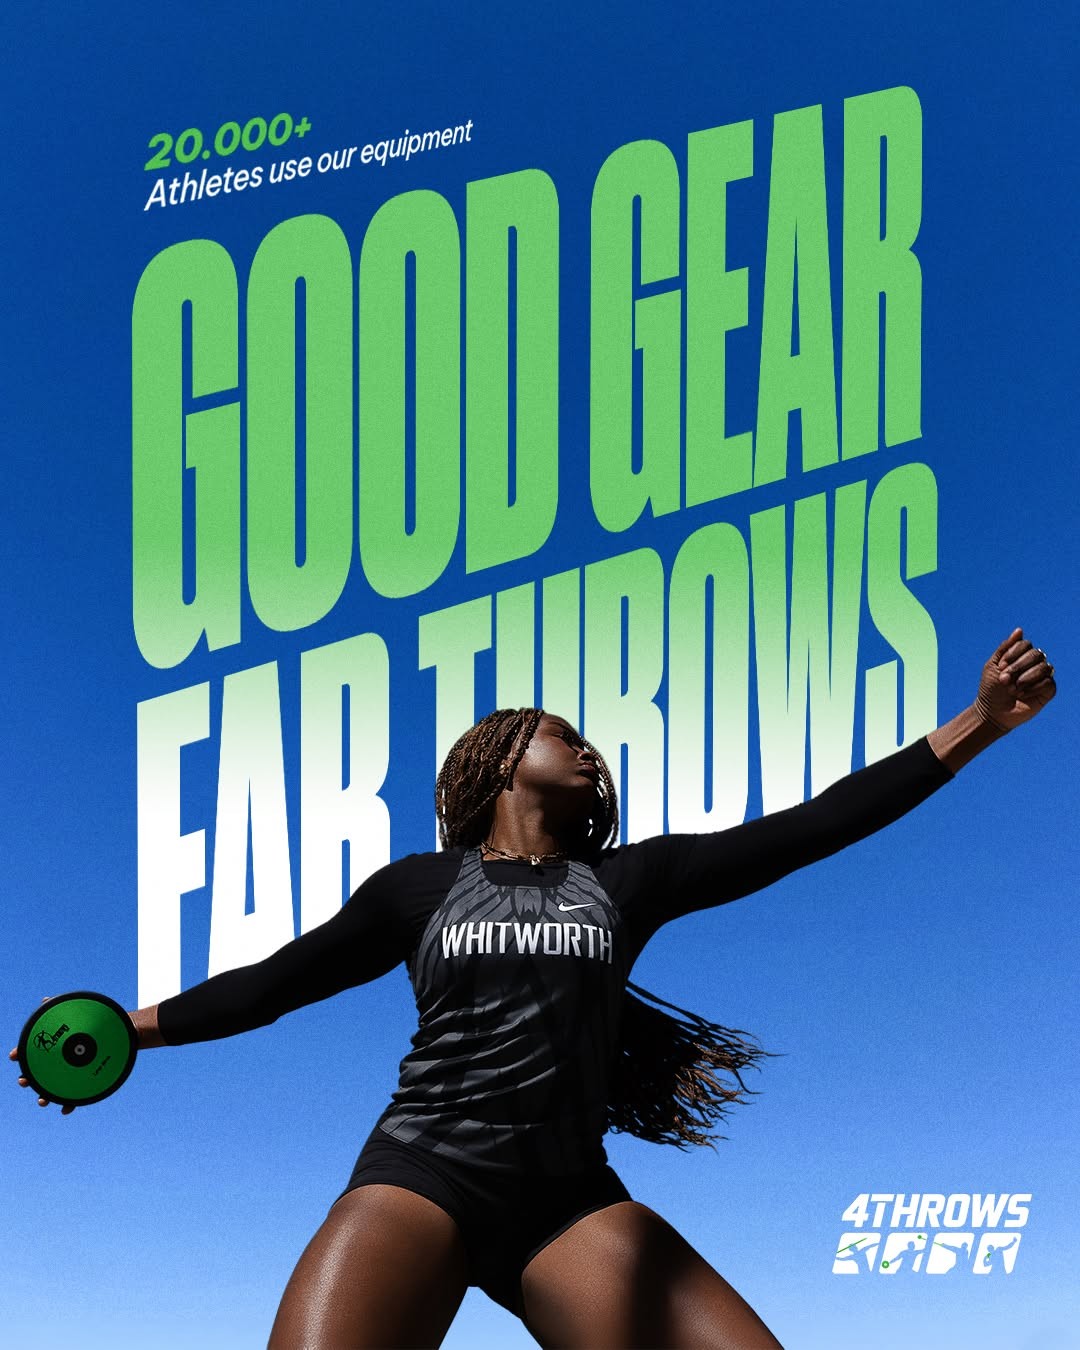 20.000+
Athletes use our equipment
GOOD GEAR
FAR THROWS
WHITWORTH
4THROWS